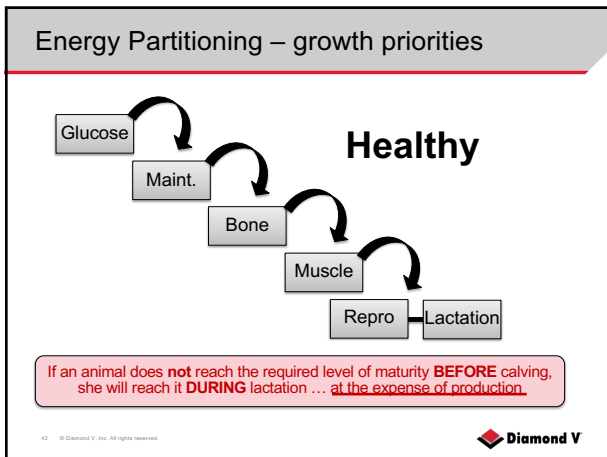 Energy Partitioning – growth priorities
Glucose
Healthy
Maint.
Bone
Muscle
Repro
Lactation
If an animal does not reach the required level of maturity BEFORE calving,
she will reach it DURING lactation … at the expense of production
42 © Diamond V, Inc. All rights reserved.
Diamond V